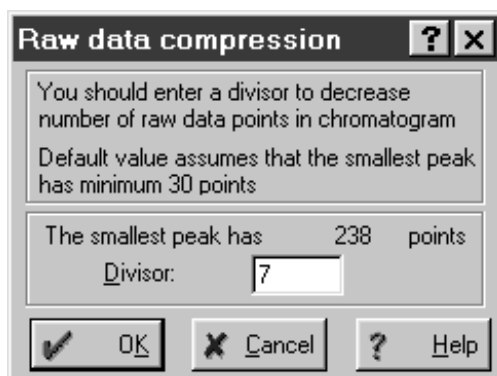 Raw data compression ? ×
You should enter a divisor to decrease
number of raw data points in chromatogram
Default value assumes that the smallest peak
has minimum 30 points
The smallest peak has 238 points
Divisor: 7
OK Cancel ? Help